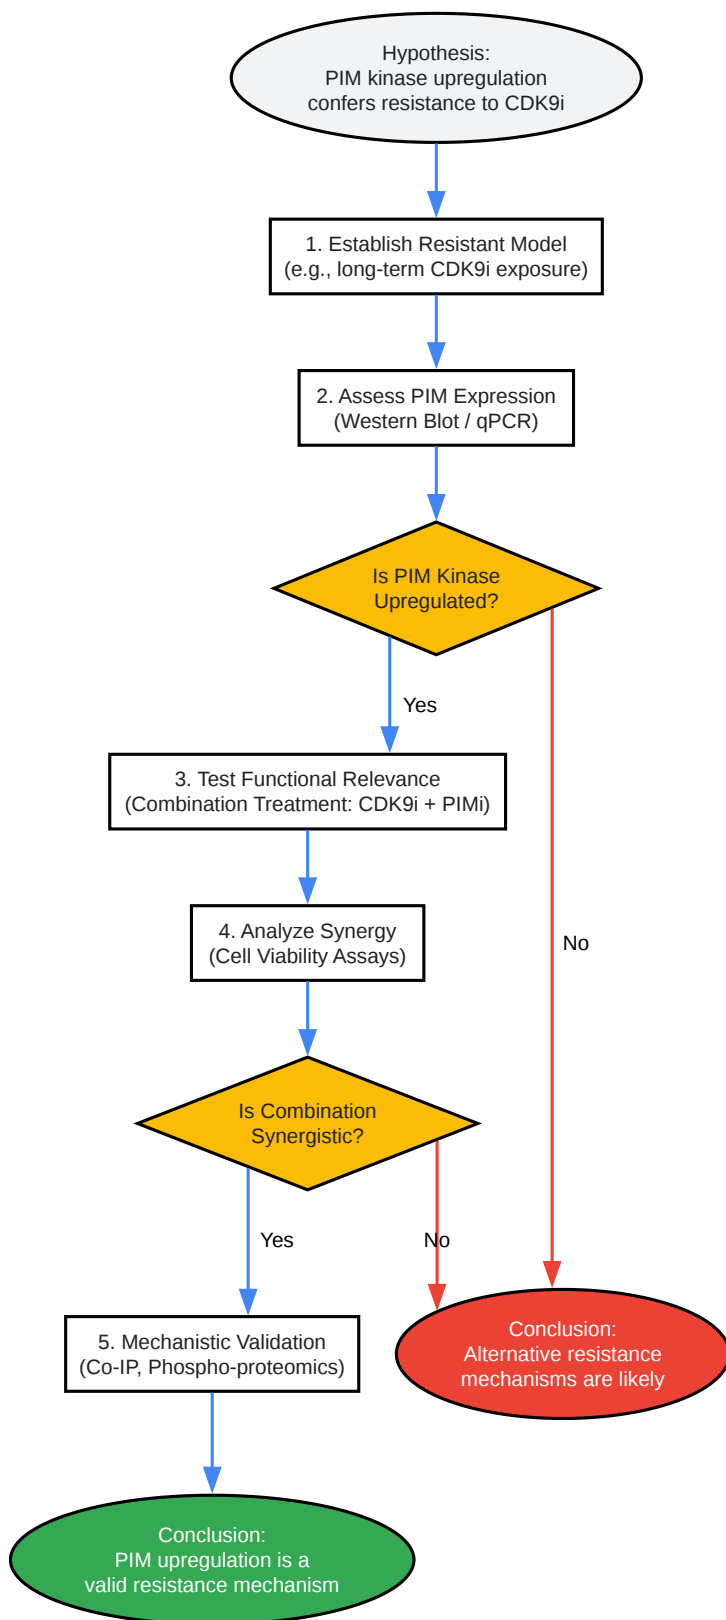 Hypothesis:
PIM kinase upregulation
confers resistance to CDK9i
1. Establish Resistant Model
(e.g., long-term CDK9i exposure)
2. Assess PIM Expression
(Western Blot / qPCR)
Is PIM Kinase
Upregulated?
Yes
3. Test Functional Relevance
(Combination Treatment: CDK9i + PIMi)
4. Analyze Synergy
(Cell Viability Assays)
No
Is Combination
Synergistic?
Yes
No
5. Mechanistic Validation
(Co-IP, Phospho-proteomics)
Conclusion:
Alternative resistance
mechanisms are likely
Conclusion:
PIM upregulation is a
valid resistance mechanism